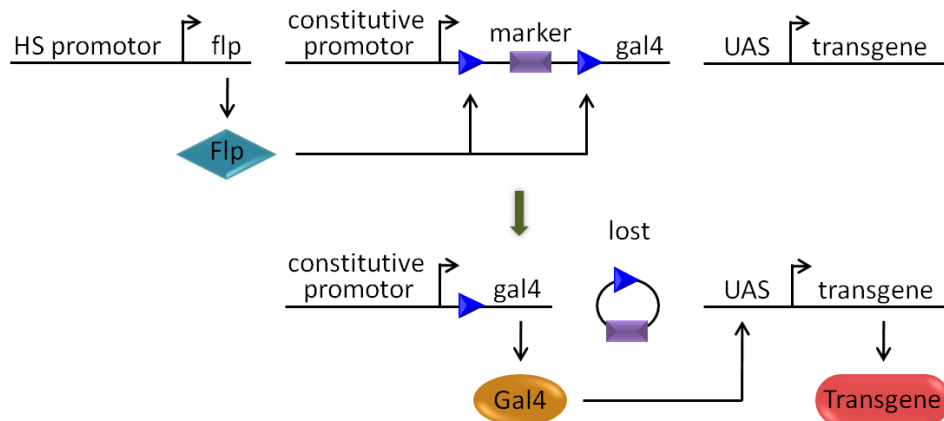 HS promotor flp
constitutive
promotor
marker
gal4
UAS transgene
Flp
lost
constitutive
promotor
gal4
UAS transgene
Gal4
Transgene